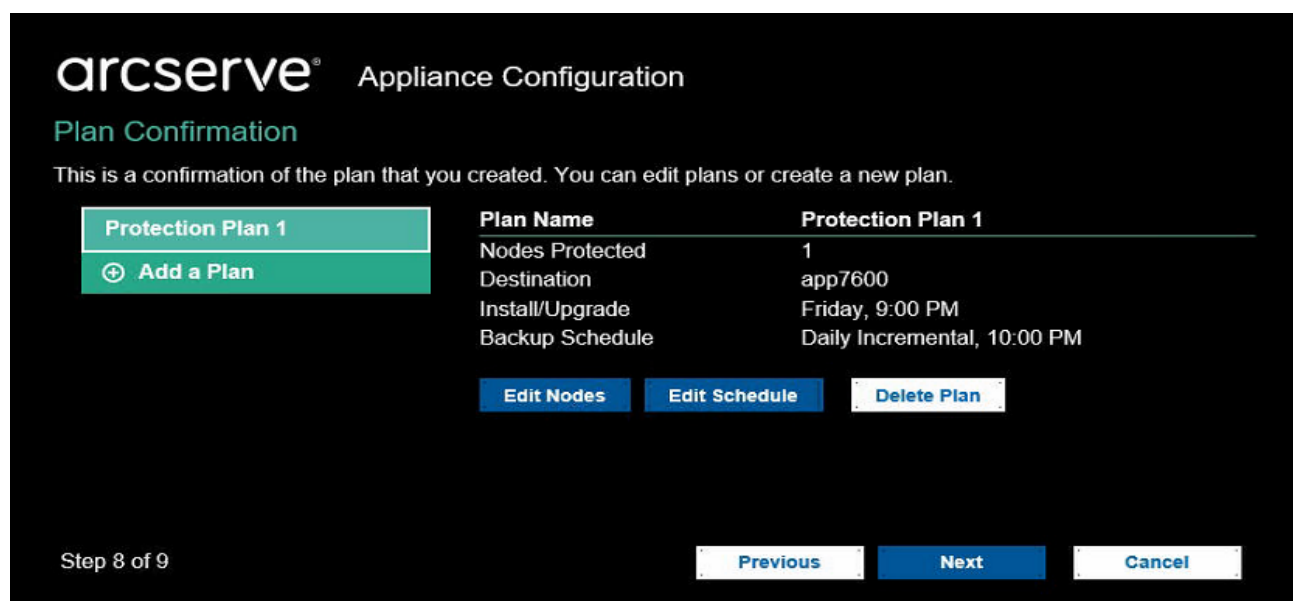 arcserve® Appliance Configuration
Plan Confirmation
This is a confirmation of the plan that you created. You can edit plans or create a new plan.
Protection Plan 1
Add a Plan
Plan Name Protection Plan 1
Nodes Protected 1
Destination app7600
Install/Upgrade Friday, 9:00 PM
Backup Schedule Daily Incremental, 10:00 PM
Edit Nodes Edit Schedule Delete Plan
Step 8 of 9 Previous Next Cancel